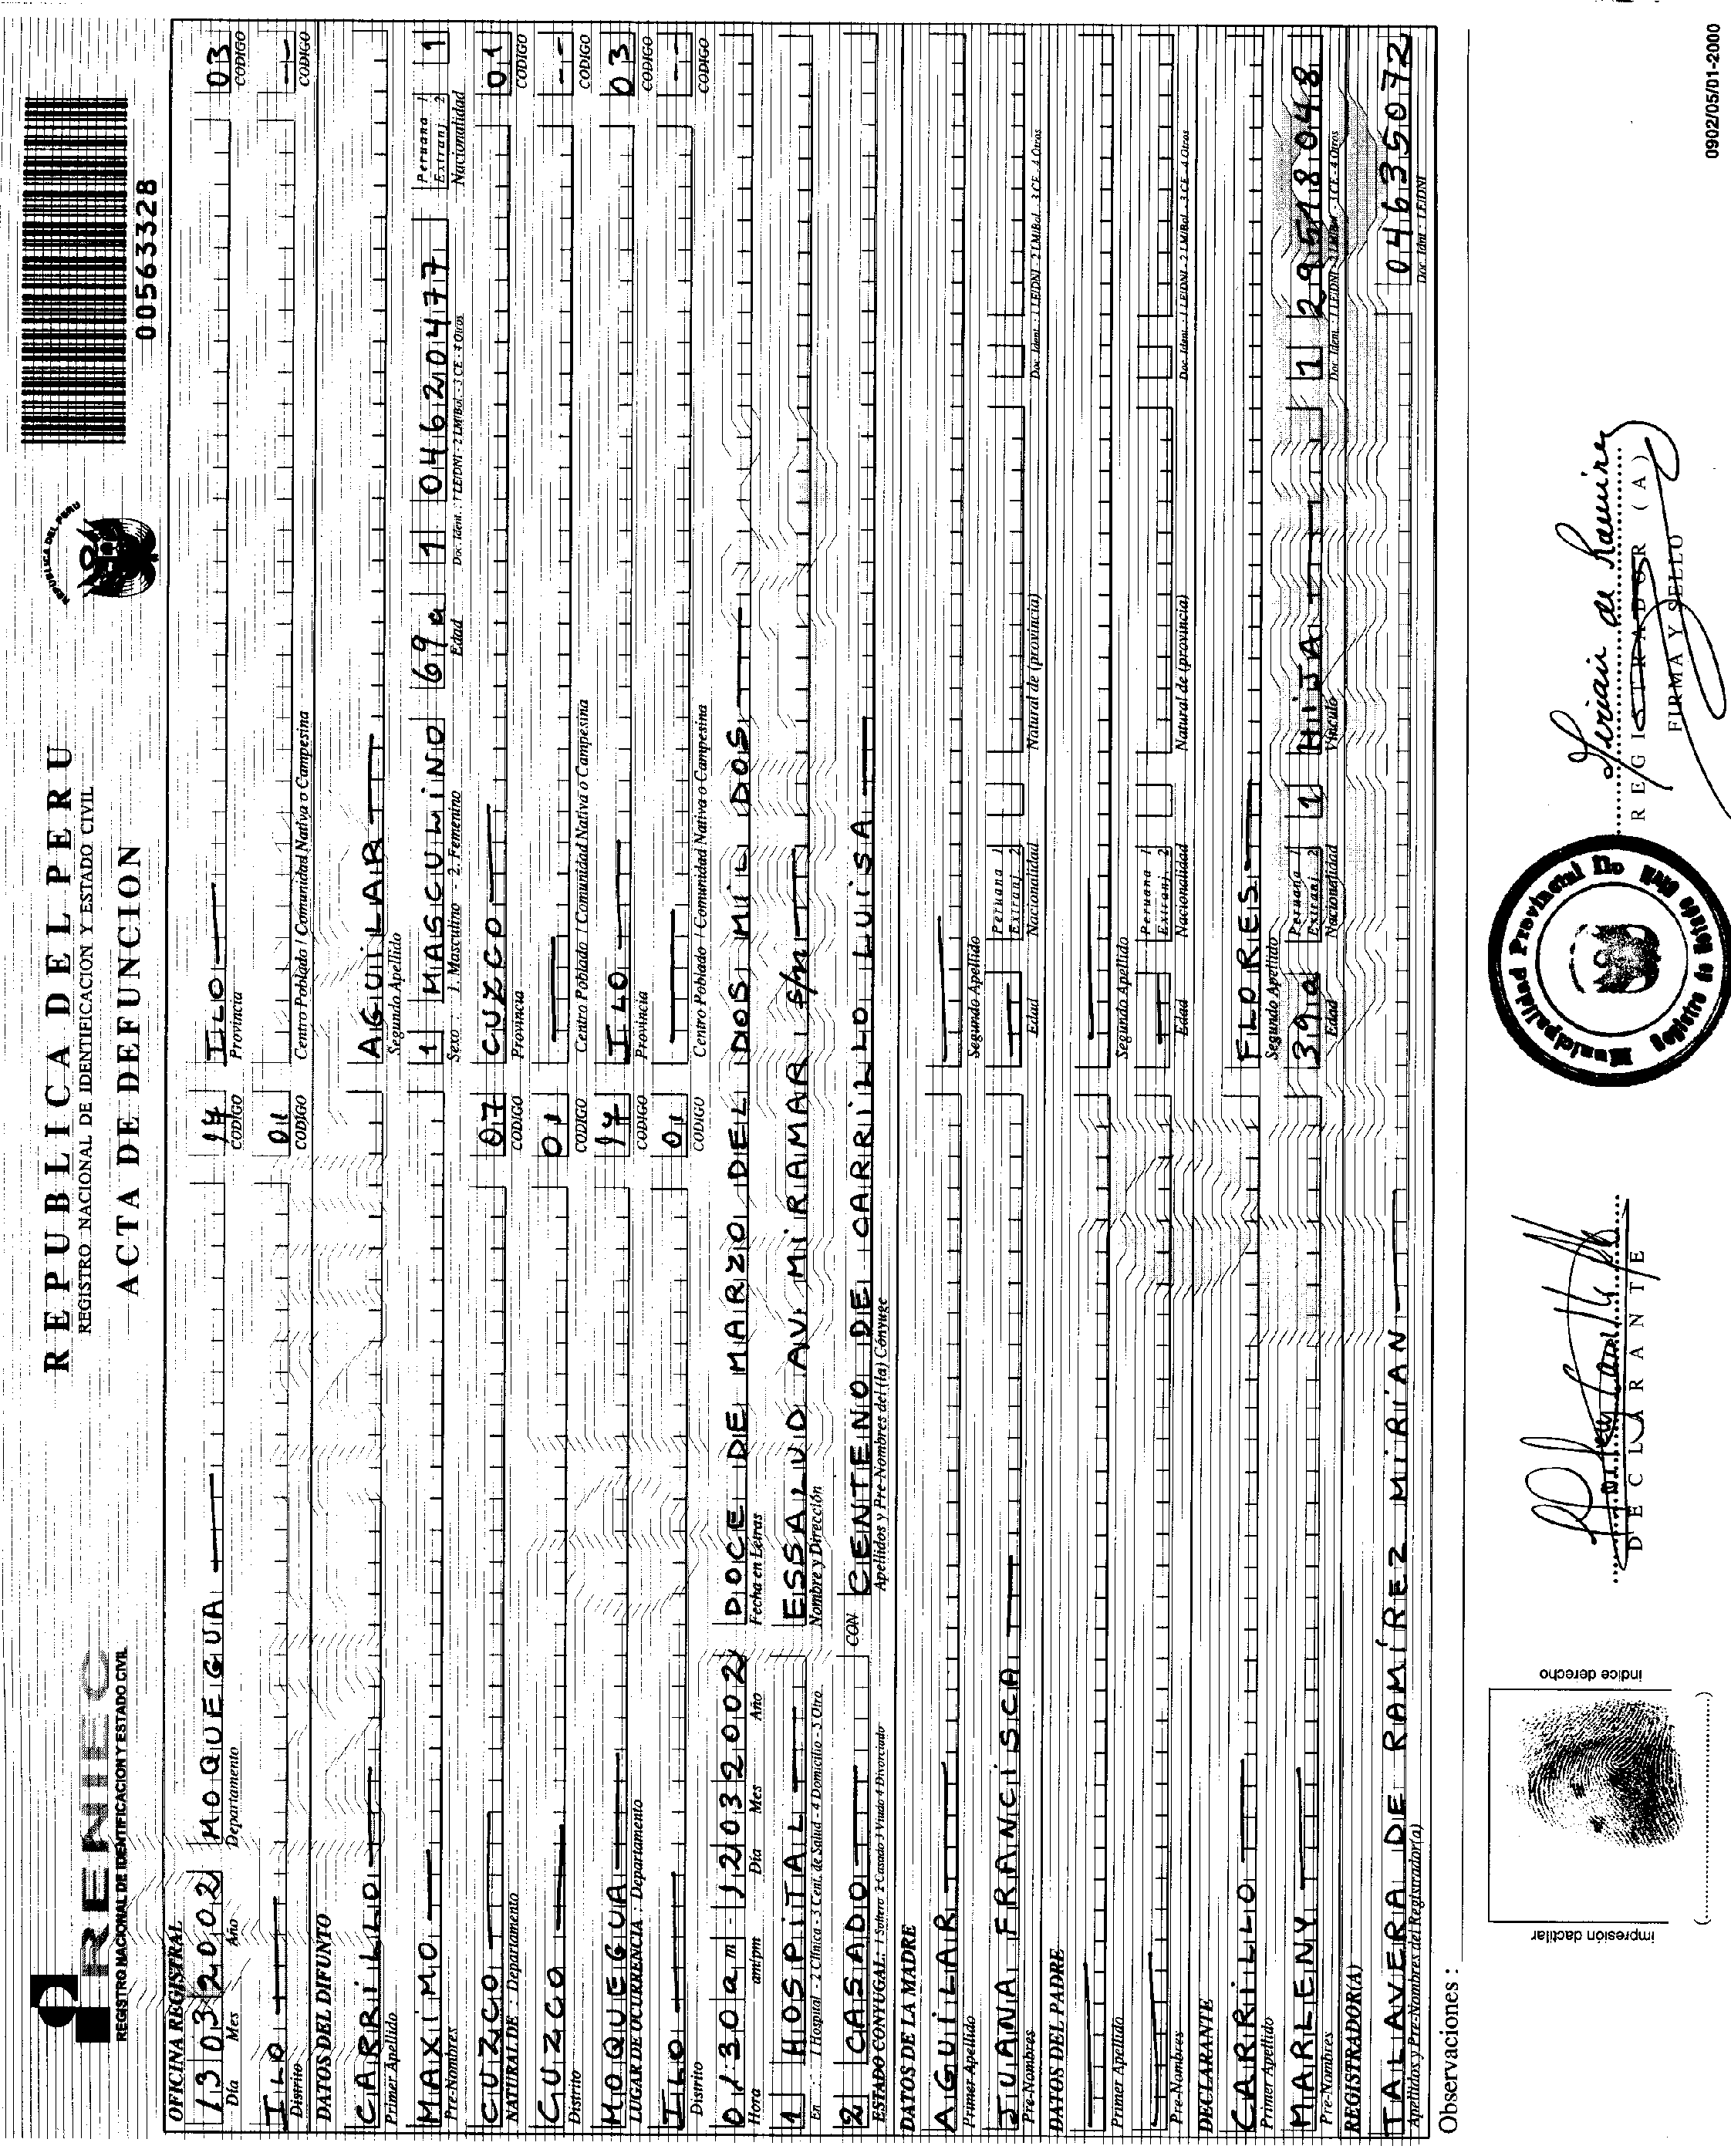 RENIEC
REGISTRO NACIONAL DE IDENTIFICACION Y ESTADO CIVIL
REPUBLICA DEL PERU
REGISTRO NACIONAL DE IDENTIFICACION Y ESTADO CIVIL
ACTA DE DEFUNCION
REPUBLICA DEL PERU
00563328
OFICINA REGISTRAL
13 03 2002 MOQUEGUA 17 ILO 03
Día Mes Año Departamento CODIGO Provincia CODIGO
ILO 01 --
Distrito CODIGO Centro Poblado / Comunidad Nativa o Campesina CODIGO
DATOS DEL DIFUNTO
CARRILLO AGUILAR
Primer Apellido Segundo Apellido
MAXIMO 1 MASCULINO 69a 1 04620477 Peruana 1 Extranj. 2 1
Pre-Nombres Sexo : 1. Masculino - 2. Femenino Edad Doc. Ident. : 1 LE/DNI - 2 LM/Bol. - 3 CE - 4 Otros Nacionalidad
CUZCO 07 CUZCO 01
NATURAL DE : Departamento CODIGO Provincia CODIGO
CUZCO 01 --
Distrito CODIGO Centro Poblado / Comunidad Nativa o Campesina CODIGO
MOQUEGUA 17 ILO 03
LUGAR DE OCURRENCIA : Departamento CODIGO Provincia CODIGO
ILO 01 --
Distrito CODIGO Centro Poblado / Comunidad Nativa o Campesina CODIGO
0130am - 12032002 DOCE DE MARZO DEL DOS MIL DOS
Hora am/pm Día Mes Año Fecha en Letras
1 HOSPITAL ESSALUD AV. MIRAMAR S/N
En : 1 Hospital - 2 Clínica - 3 Cent. de Salud - 4 Domicilio - 5 Otro Nombre y Dirección
2 CASADO CON CENTENO DE CARRILLO LUISA
ESTADO CONYUGAL: 1 Soltero 2 Casado 3 Viudo 4 Divorciado Apellidos y Pre-Nombres del (la) Cónyuge
DATOS DE LA MADRE
AGUILAR
Primer Apellido Segundo Apellido
JUANA FRANCISCA Peruana 1 Extranj. 2
Pre-Nombres Edad Nacionalidad Natural de (provincia) Doc. Ident. : 1 LE/DNI - 2 LM/Bol. - 3 CE - 4 Otros
DATOS DEL PADRE
Primer Apellido Segundo Apellido
Peruana 1 Extranj. 2
Pre-Nombres Edad Nacionalidad Natural de (provincia) Doc. Ident. : 1 LE/DNI - 2 LM/Bol. - 3 CE - 4 Otros
DECLARANTE
CARRILLO FLORES
Primer Apellido Segundo Apellido
MARLENY 39a Peruana 1 Extranj. 2 1 HIJA 1 29518048
Pre-Nombres Edad Nacionalidad Vínculo Doc. Ident. : 1 LE/DNI - 2 LM/Bol. - 3 CE - 4 Otros
REGISTRADOR(A)
TALAVERA DE RAMÍREZ MIRIAN 04635072
Apellidos y Pre-Nombres del Registrador(a) Doc. Idnt : LE/DNI
Observaciones :
impresión dactilar
índice derecho
(..............................)
DECLARANTE
Municipalidad Provincial Ilo
Registro de Estado Civil
Mirian de Ramirez
REGISTRADOR (A)
FIRMA Y SELLO
0902/05/01-2000